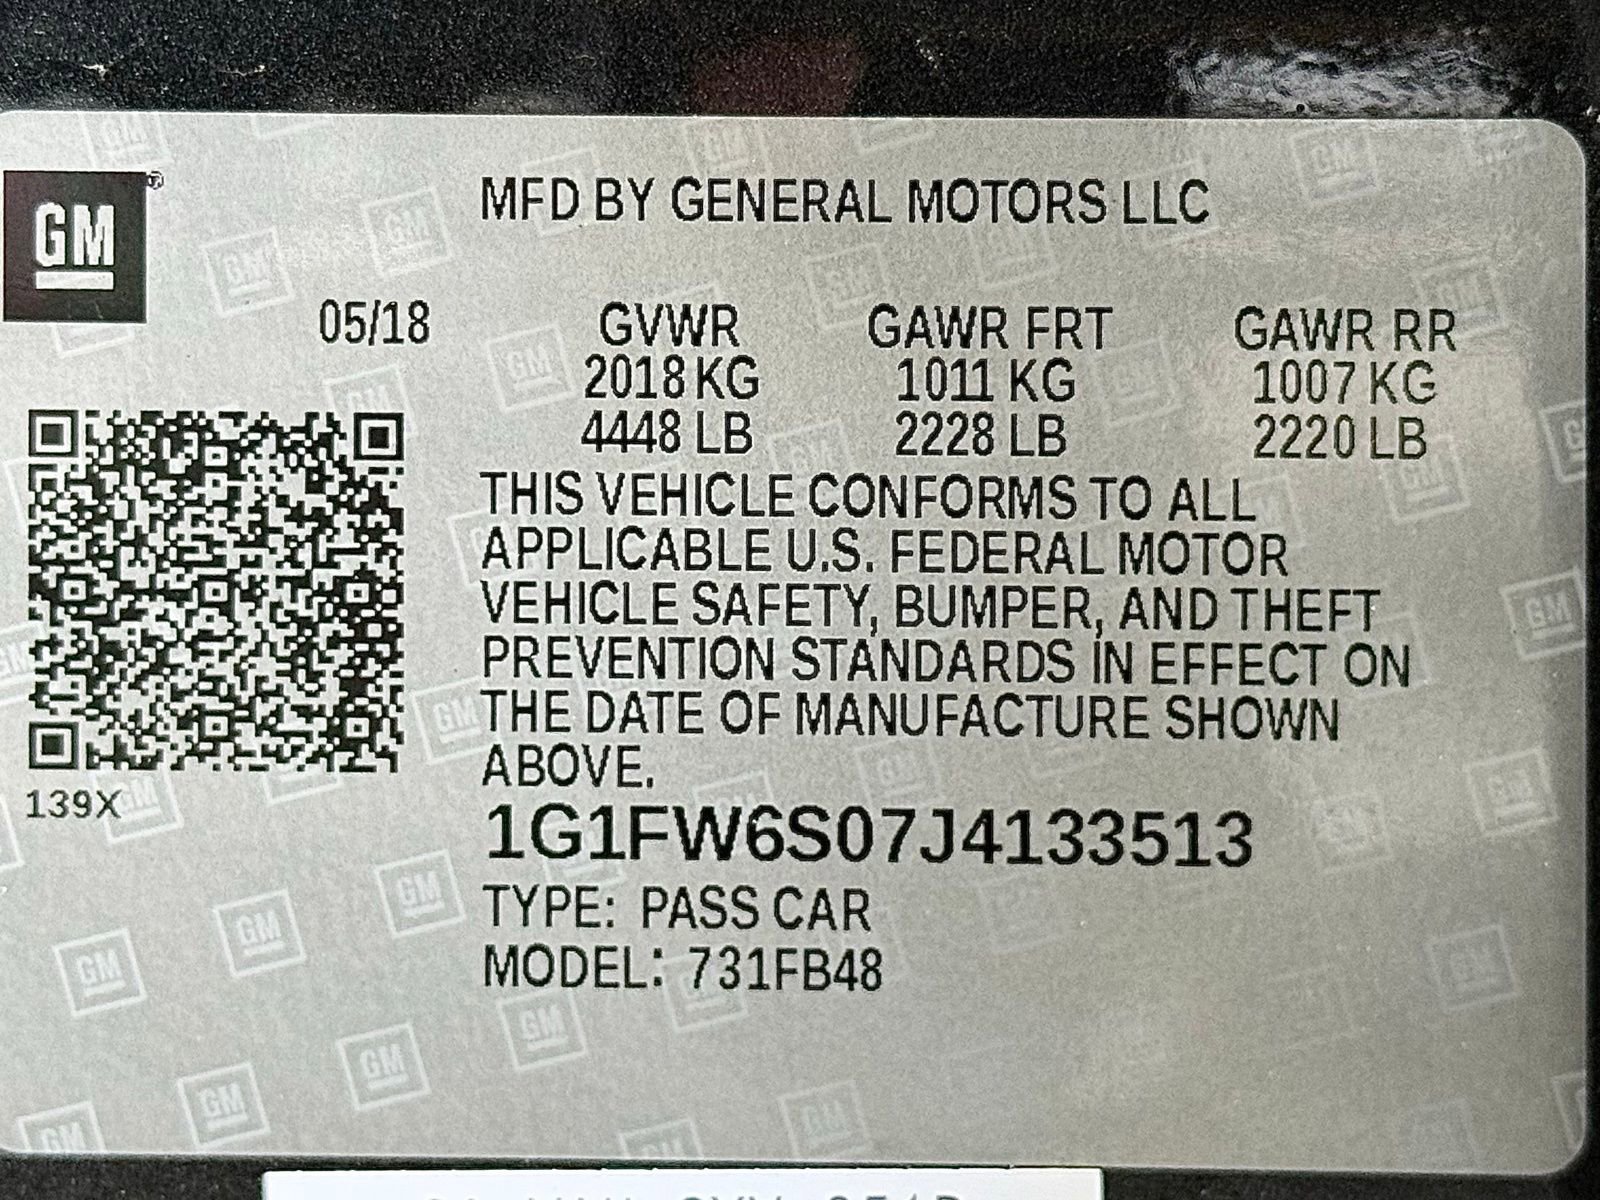 GM
MFD BY GENERAL MOTORS LLC
05/18 GVWR GAWR FRT GAWR RR
2018 KG 1011 KG 1007 KG
4448 LB 2228 LB 2220 LB
THIS VEHICLE CONFORMS TO ALL
APPLICABLE U.S. FEDERAL MOTOR
VEHICLE SAFETY, BUMPER, AND THEFT
PREVENTION STANDARDS IN EFFECT ON
THE DATE OF MANUFACTURE SHOWN
ABOVE.
139X
1G1FW6S07J4133513
TYPE: PASS CAR
MODEL: 731FB48